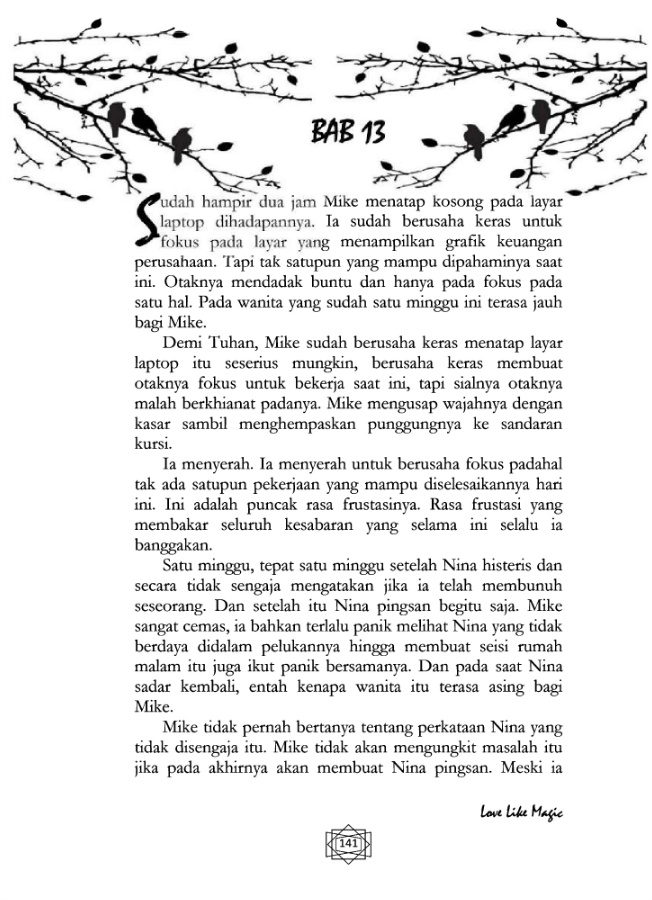 BAB 13
Sudah hampir dua jam Mike menatap kosong pada layar
laptop dihadapannya. Ia sudah berusaha keras untuk
fokus pada layar yang menampilkan grafik keuangan
perusahaan. Tapi tak satupun yang mampu dipahaminya saat
ini. Otaknya mendadak buntu dan hanya pada fokus pada
satu hal. Pada wanita yang sudah satu minggu ini terasa jauh
bagi Mike.
Demi Tuhan, Mike sudah berusaha keras menatap layar
laptop itu seserius mungkin, berusaha keras membuat
otaknya fokus untuk bekerja saat ini, tapi sialnya otaknya
malah berkhianat padanya. Mike mengusap wajahnya dengan
kasar sambil menghempaskan punggungnya ke sandaran
kursi.
Ia menyerah. Ia menyerah untuk berusaha fokus padahal
tak ada satupun pekerjaan yang mampu diselesaikannya hari
ini. Ini adalah puncak rasa frustasinya. Rasa frustasi yang
membakar seluruh kesabaran yang selama ini selalu ia
banggakan.
Satu minggu, tepat satu minggu setelah Nina histeris dan
secara tidak sengaja mengatakan jika ia telah membunuh
seseorang. Dan setelah itu Nina pingsan begitu saja. Mike
sangat cemas, ia bahkan terlalu panik melihat Nina yang tidak
berdaya didalam pelukannya hingga membuat seisi rumah
malam itu juga ikut panik bersamanya. Dan pada saat Nina
sadar kembali, entah kenapa wanita itu terasa asing bagi
Mike.
Mike tidak pernah bertanya tentang perkataan Nina yang
tidak disengaja itu. Mike tidak akan mengungkit masalah itu
jika pada akhirnya akan membuat Nina pingsan. Meski ia
Love Like Magic
141